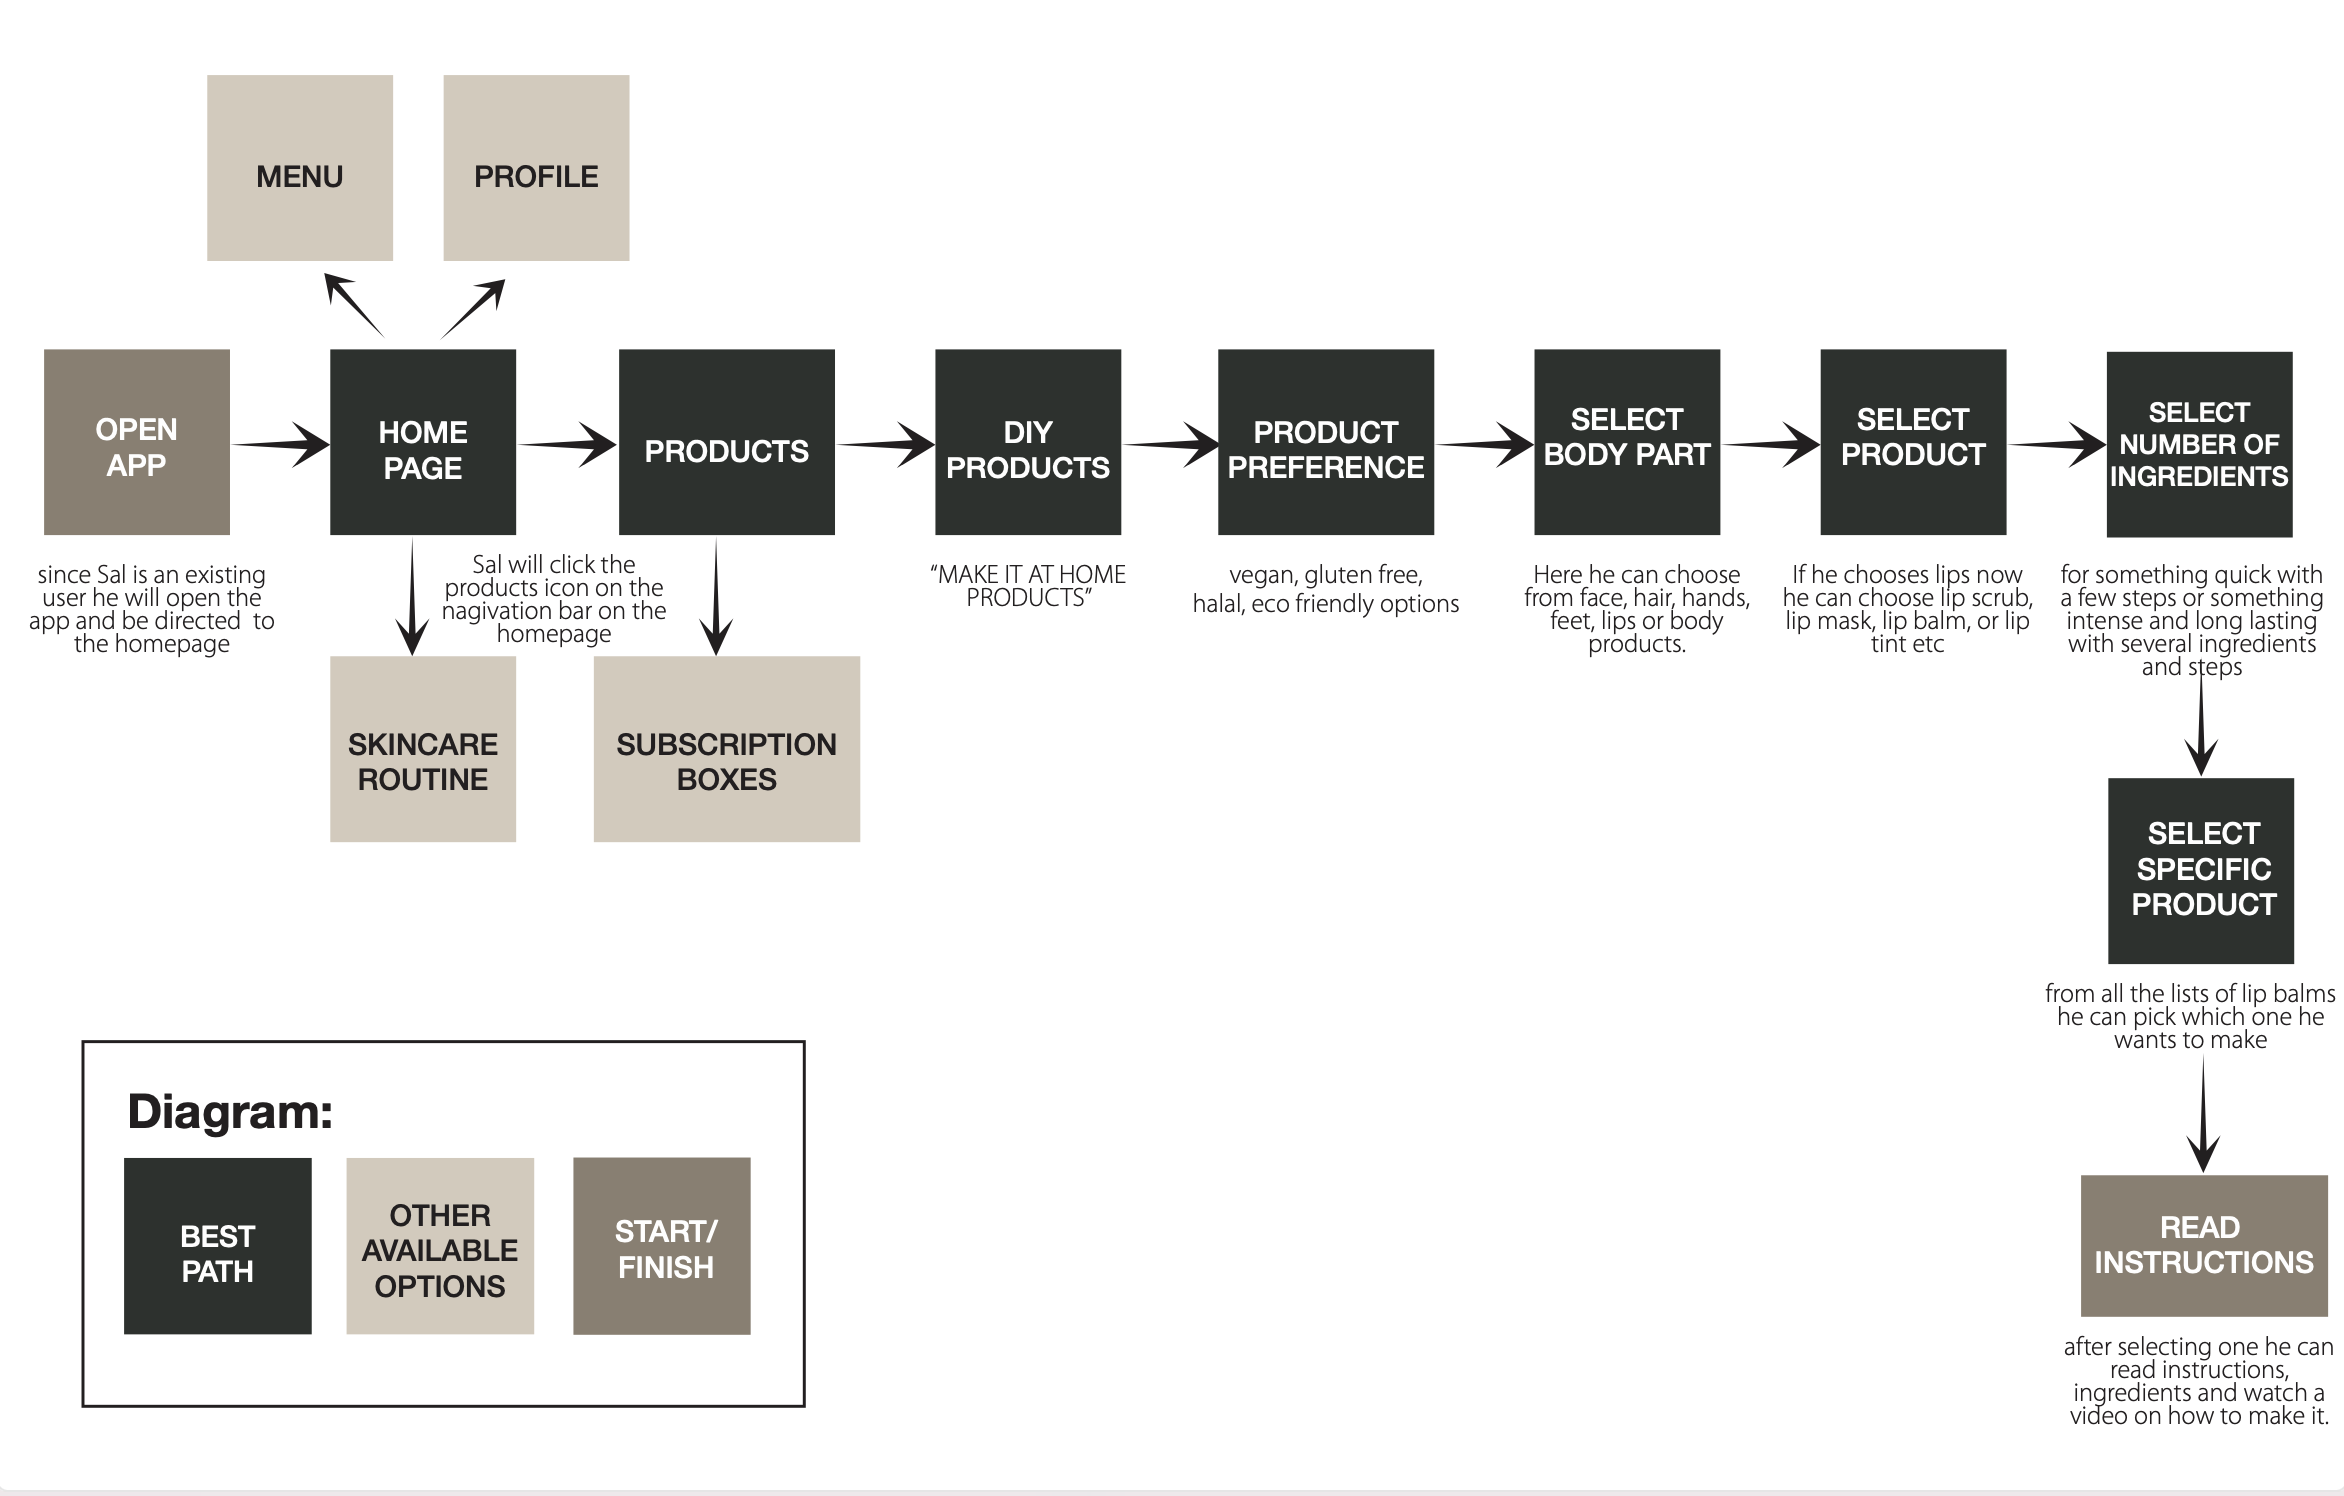 MENU
PROFILE
OPEN
APP
HOME
PAGE
PRODUCTS
DIY
PRODUCTS
PRODUCT
PREFERENCE
SELECT
BODY PART
SELECT
PRODUCT
SELECT
NUMBER OF
INGREDIENTS
since Sal is an existing
user he will open the
app and be directed  to
the homepage
Sal will click the
products icon on the
nagivation bar on the
homepage
“MAKE IT AT HOME
PRODUCTS”
vegan, gluten free,
halal, eco friendly options
Here he can choose
from face, hair, hands,
feet, lips or body
products.
If he chooses lips now
he can choose lip scrub,
lip mask, lip balm, or lip
tint etc
for something quick with
a few steps or something
intense and long lasting
with several ingredients
and steps
SKINCARE
ROUTINE
SUBSCRIPTION
BOXES
SELECT
SPECIFIC
PRODUCT
from all the lists of lip balms
he can pick which one he
wants to make
READ
INSTRUCTIONS
after selecting one he can
read instructions,
ingredients and watch a
video on how to make it.
Diagram:
BEST
PATH
OTHER
AVAILABLE
OPTIONS
START/
FINISH